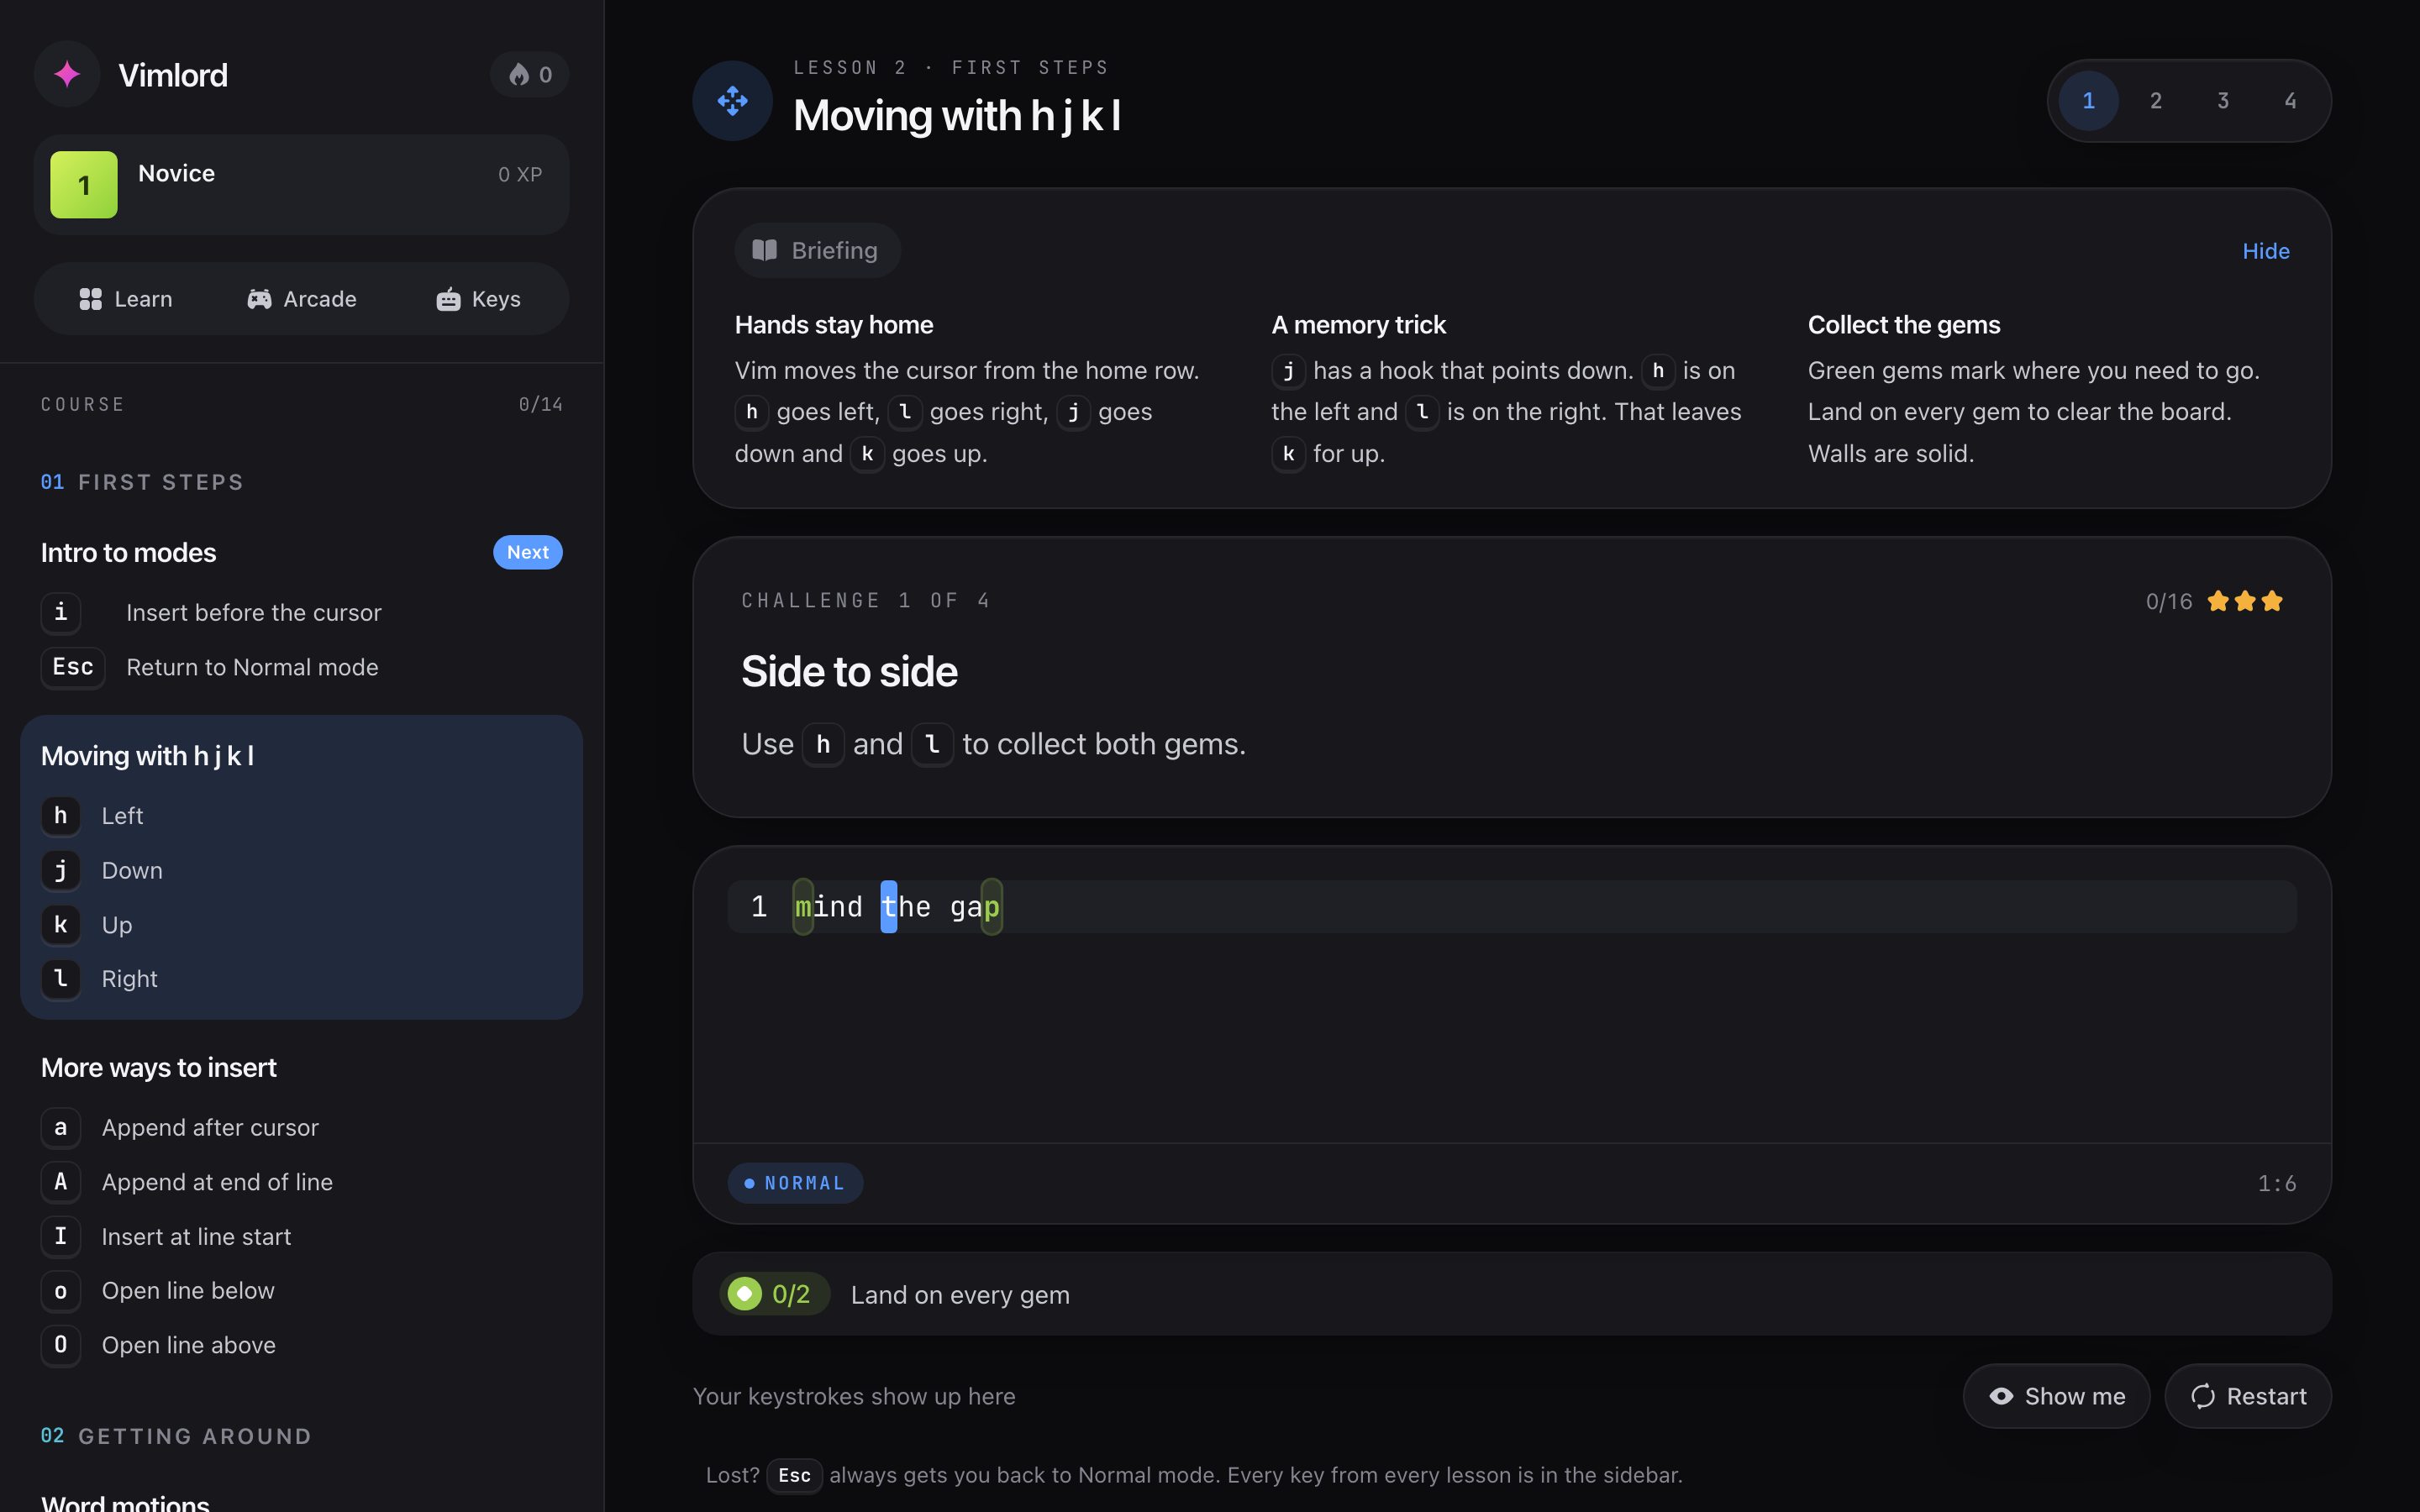 Vimlord
0
1
Novice
0 XP
Learn
Arcade
Keys
COURSE
0/14
01 FIRST STEPS
Intro to modes
Next
i Insert before the cursor
Esc Return to Normal mode
Moving with h j k l
h Left
j Down
k Up
l Right
More ways to insert
a Append after cursor
A Append at end of line
I Insert at line start
o Open line below
O Open line above
02 GETTING AROUND
Word motions
LESSON 2 · FIRST STEPS
Moving with h j k l
1 2 3 4
Briefing
Hide
Hands stay home
Vim moves the cursor from the home row.
h goes left, l goes right, j goes
down and k goes up.
A memory trick
j has a hook that points down. h is on
the left and l is on the right. That leaves
k for up.
Collect the gems
Green gems mark where you need to go.
Land on every gem to clear the board.
Walls are solid.
CHALLENGE 1 OF 4
0/16
Side to side
Use h and l to collect both gems.
1 mind the gap
NORMAL
1:6
0/2 Land on every gem
Your keystrokes show up here
Show me
Restart
Lost? Esc always gets you back to Normal mode. Every key from every lesson is in the sidebar.